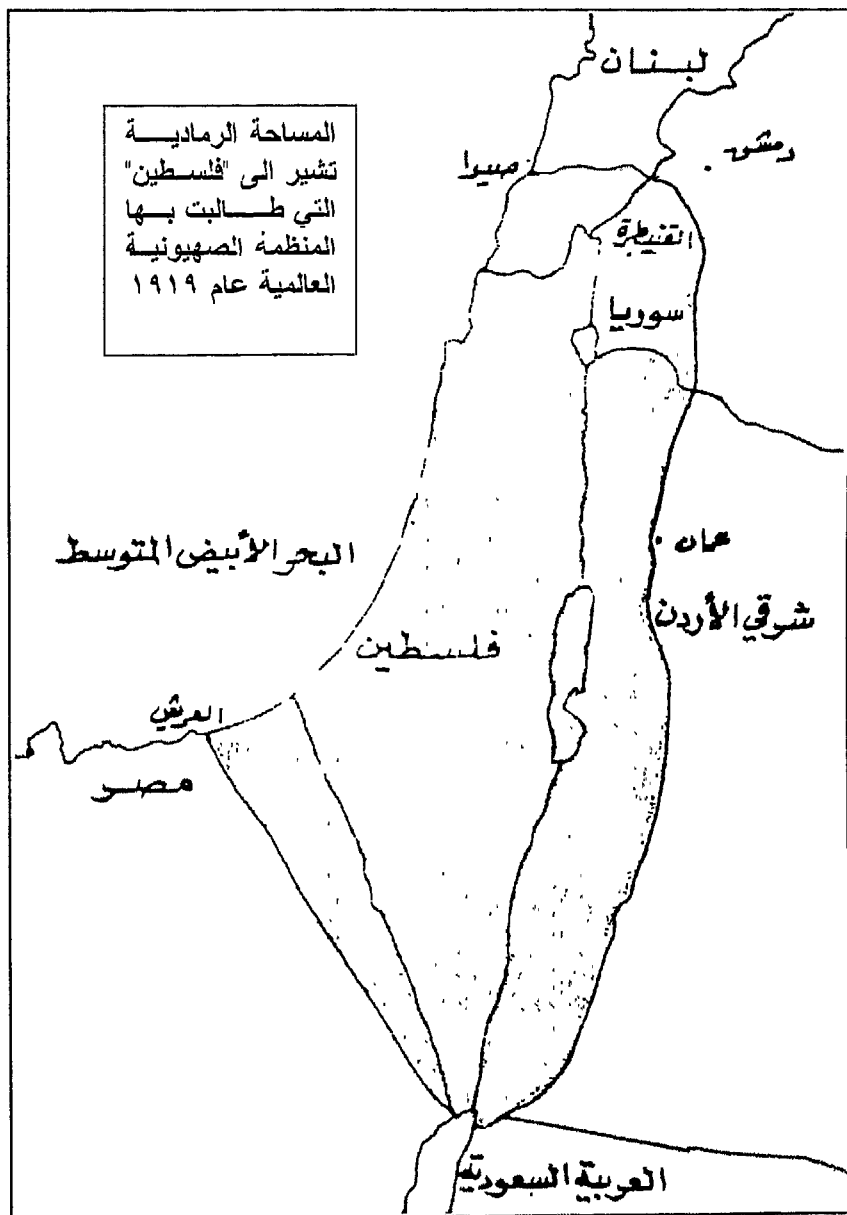 لبنان
المساحة الرمادية
تشير الى "فلسطين"
التي طالبت بها
المنظمة الصهيونية
العالمية عام ١٩١٩
دمشق
صيدا
القنيطرة
سوريا
البحر الأبيض المتوسط
عمان
شرقي الأردن
فلسطين
العريش
مصر
العربية السعودية